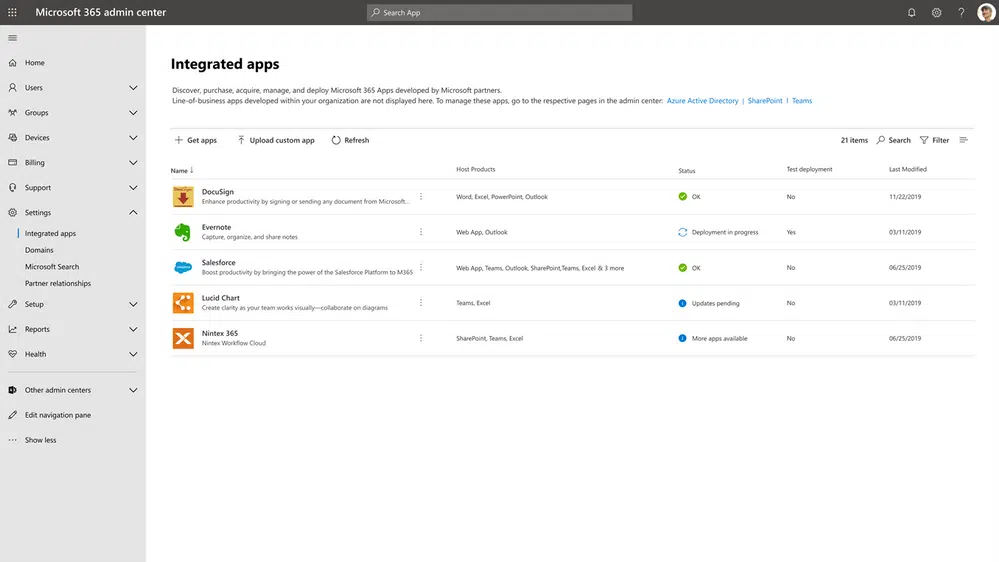 Microsoft 365 admin center
Search App
Home
Users
Groups
Devices
Billing
Support
Settings
Integrated apps
Domains
Microsoft Search
Partner relationships
Setup
Reports
Health
Other admin centers
Edit navigation pane
Show less
Integrated apps
Discover, purchase, acquire, manage, and deploy Microsoft 365 Apps developed by Microsoft partners.
Line-of-business apps developed within your organization are not displayed here. To manage these apps, go to the respective pages in the admin center: Azure Active Directory | SharePoint | Teams
Get apps Upload custom app Refresh 21 items Search Filter
Name ↓ Host Products Status Test deployment Last Modified
DocuSign
Enhance productivity by signing or sending any document from Microsoft... Word, Excel, PowerPoint, Outlook OK No 11/22/2019
Evernote
Capture, organize, and share notes Web App, Outlook Deployment in progress Yes 03/11/2019
Salesforce
Boost productivity by bringing the power of the Salesforce Platform to M365 Web App, Teams, Outlook, SharePoint,Teams, Excel & 3 more OK No 06/25/2019
Lucid Chart
Create clarity as your team works visually—collaborate on diagrams Teams, Excel Updates pending No 03/11/2019
Nintex 365
Nintex Workflow Cloud SharePoint, Teams, Excel More apps available No 06/25/2019